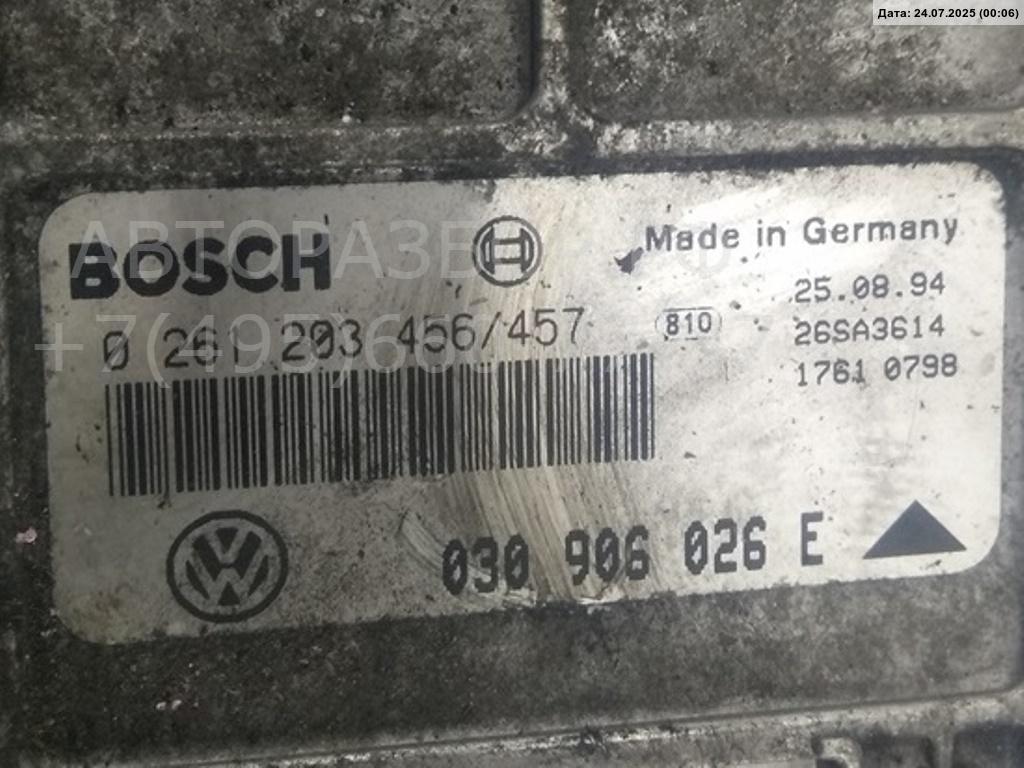 Дата: 24.07.2025 (00:06)
BOSCH
Made in Germany
25.08.94
0 261 203 456/457
810
26SA3614
1761 0798
VW
030 906 026 E